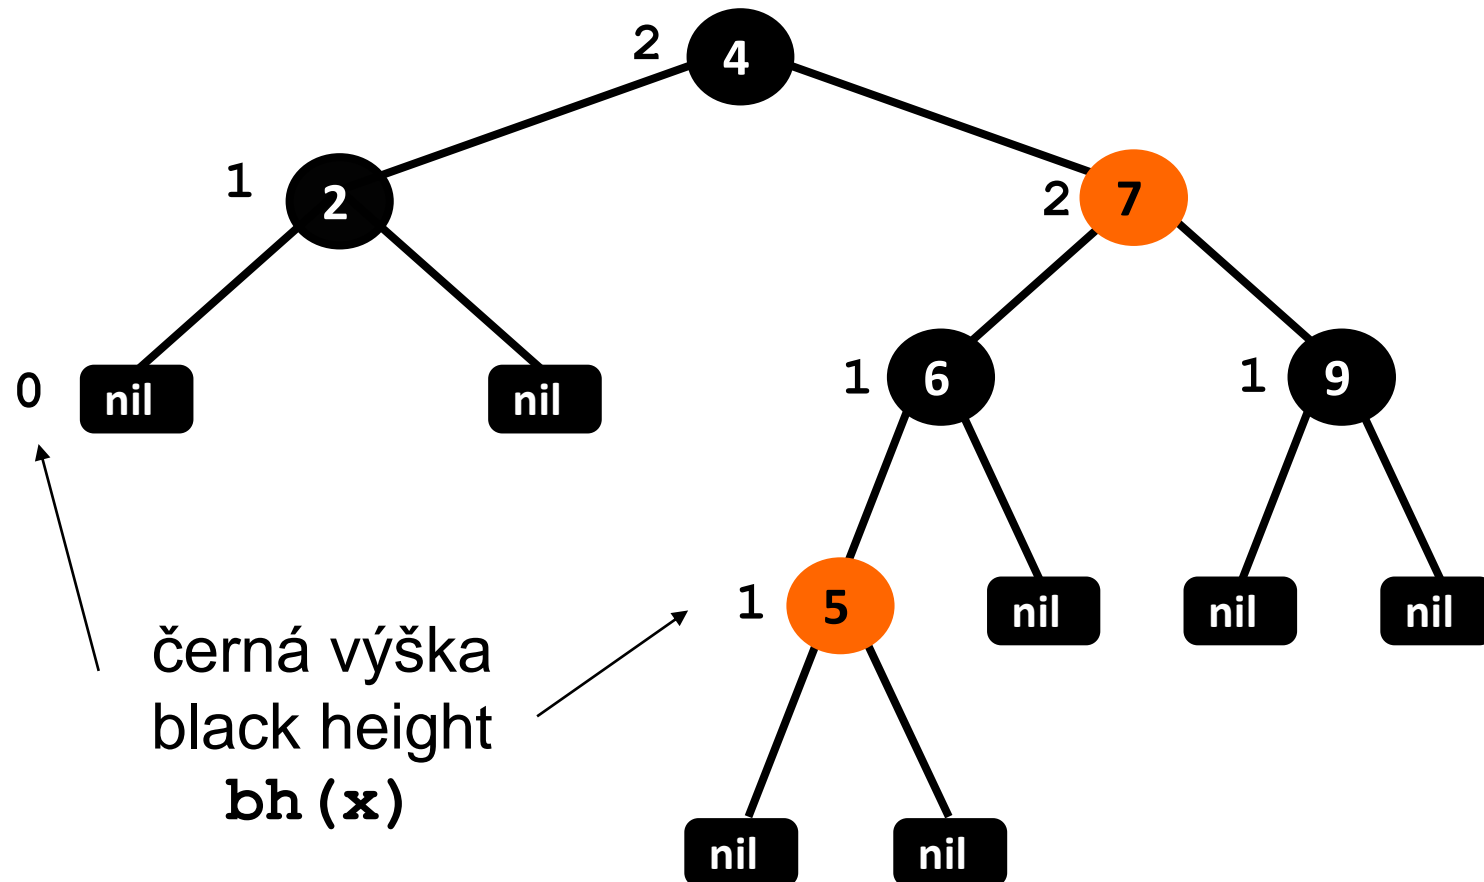 2 4
1 2
2 7
0 nil nil
1 6 1 9
1 5 nil nil nil
černá výška
black height
bh(x)
nil nil